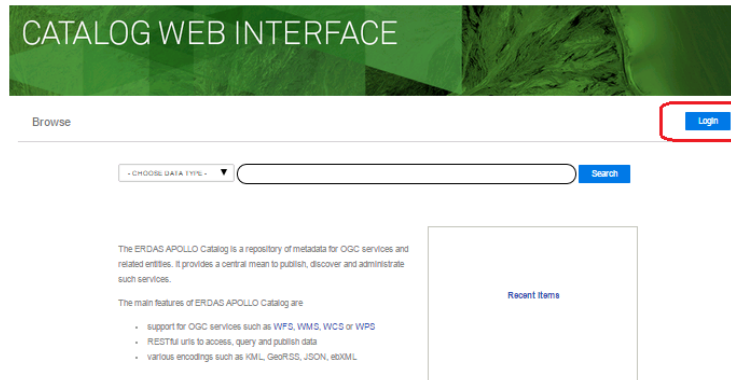 CATALOG WEB INTERFACE
Browse
Login
- CHOOSE DATA TYPE -
Search
The ERDAS APOLLO Catalog is a repository of metadata for OGC services and
related entities. It provides a central mean to publish, discover and administrate
such services.
Recent Items
The main features of ERDAS APOLLO Catalog are
support for OGC services such as WFS, WMS, WCS or WPS
RESTful urls to access, query and publish data
various encodings such as KML, GeoRSS, JSON, ebXML